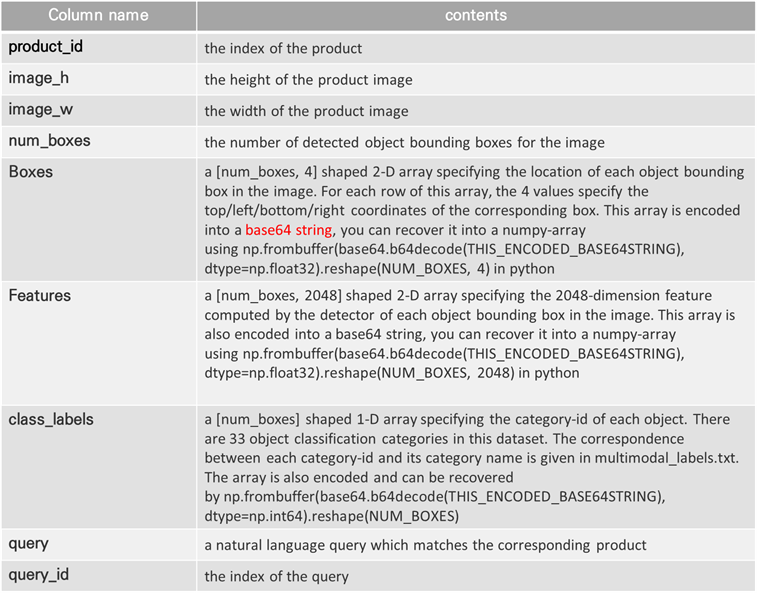 Column name contents
product_id the index of the product
image_h the height of the product image
image_w the width of the product image
num_boxes the number of detected object bounding boxes for the image
Boxes a [num_boxes, 4] shaped 2-D array specifying the location of each object bounding
box in the image. For each row of this array, the 4 values specify the
top/left/bottom/right coordinates of the corresponding box. This array is encoded
into a base64 string, you can recover it into a numpy-array
using np.frombuffer(base64.b64decode(THIS_ENCODED_BASE64STRING),
dtype=np.float32).reshape(NUM_BOXES, 4) in python
Features a [num_boxes, 2048] shaped 2-D array specifying the 2048-dimension feature
computed by the detector of each object bounding box in the image. This array is
also encoded into a base64 string, you can recover it into a numpy-array
using np.frombuffer(base64.b64decode(THIS_ENCODED_BASE64STRING),
dtype=np.float32).reshape(NUM_BOXES, 2048) in python
class_labels a [num_boxes] shaped 1-D array specifying the category-id of each object. There
are 33 object classification categories in this dataset. The correspondence
between each category-id and its category name is given in multimodal_labels.txt.
The array is also encoded and can be recovered
by np.frombuffer(base64.b64decode(THIS_ENCODED_BASE64STRING),
dtype=np.int64).reshape(NUM_BOXES)
query a natural language query which matches the corresponding product
query_id the index of the query